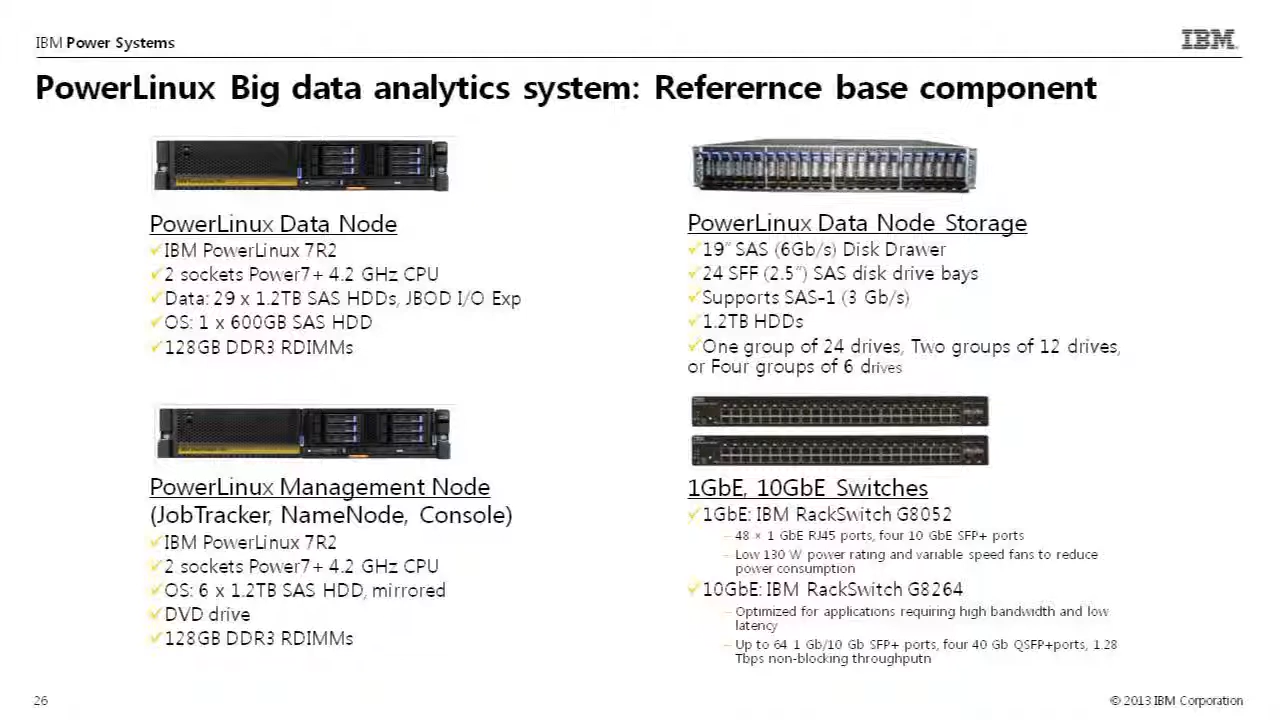 IBM Power Systems
IBM
PowerLinux Big data analytics system: Referernce base component
PowerLinux Data Node
✓IBM PowerLinux 7R2
✓2 sockets Power7+ 4.2 GHz CPU
✓Data: 29 x 1.2TB SAS HDDs, JBOD I/O Exp
✓OS: 1 x 600GB SAS HDD
✓128GB DDR3 RDIMMs
PowerLinux Management Node
(JobTracker, NameNode, Console)
✓IBM PowerLinux 7R2
✓2 sockets Power7+ 4.2 GHz CPU
✓OS: 6 x 1.2TB SAS HDD, mirrored
✓DVD drive
✓128GB DDR3 RDIMMs
PowerLinux Data Node Storage
✓19” SAS (6Gb/s) Disk Drawer
✓24 SFF (2.5”) SAS disk drive bays
✓Supports SAS-1 (3 Gb/s)
✓1.2TB HDDs
✓One group of 24 drives, Two groups of 12 drives,
or Four groups of 6 drives
1GbE, 10GbE Switches
✓1GbE: IBM RackSwitch G8052
– 48 × 1 GbE RJ45 ports, four 10 GbE SFP+ ports
– Low 130 W power rating and variable speed fans to reduce
power consumption
✓10GbE: IBM RackSwitch G8264
– Optimized for applications requiring high bandwidth and low
latency
– Up to 64 1 Gb/10 Gb SFP+ ports, four 40 Gb QSFP+ports, 1.28
Tbps non-blocking throughputn
26
© 2013 IBM Corporation